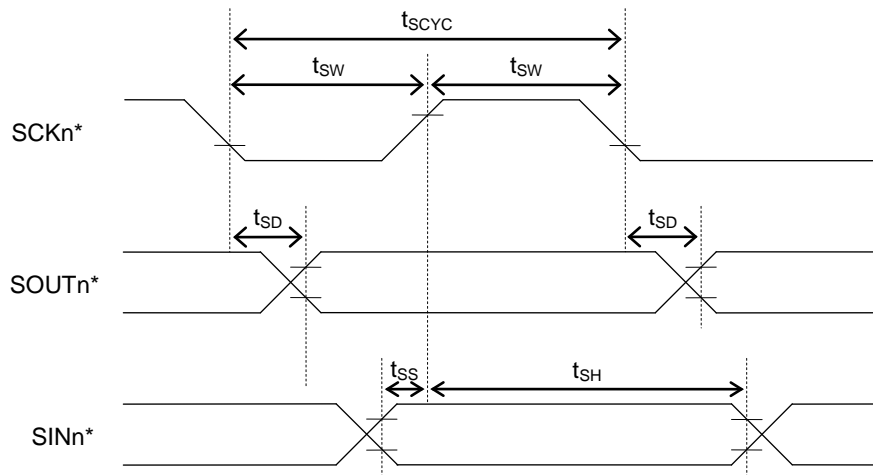 tSCYC
tSW tSW
SCKn*
tSD tSD
SOUTn*
tSS tSH
SINn*